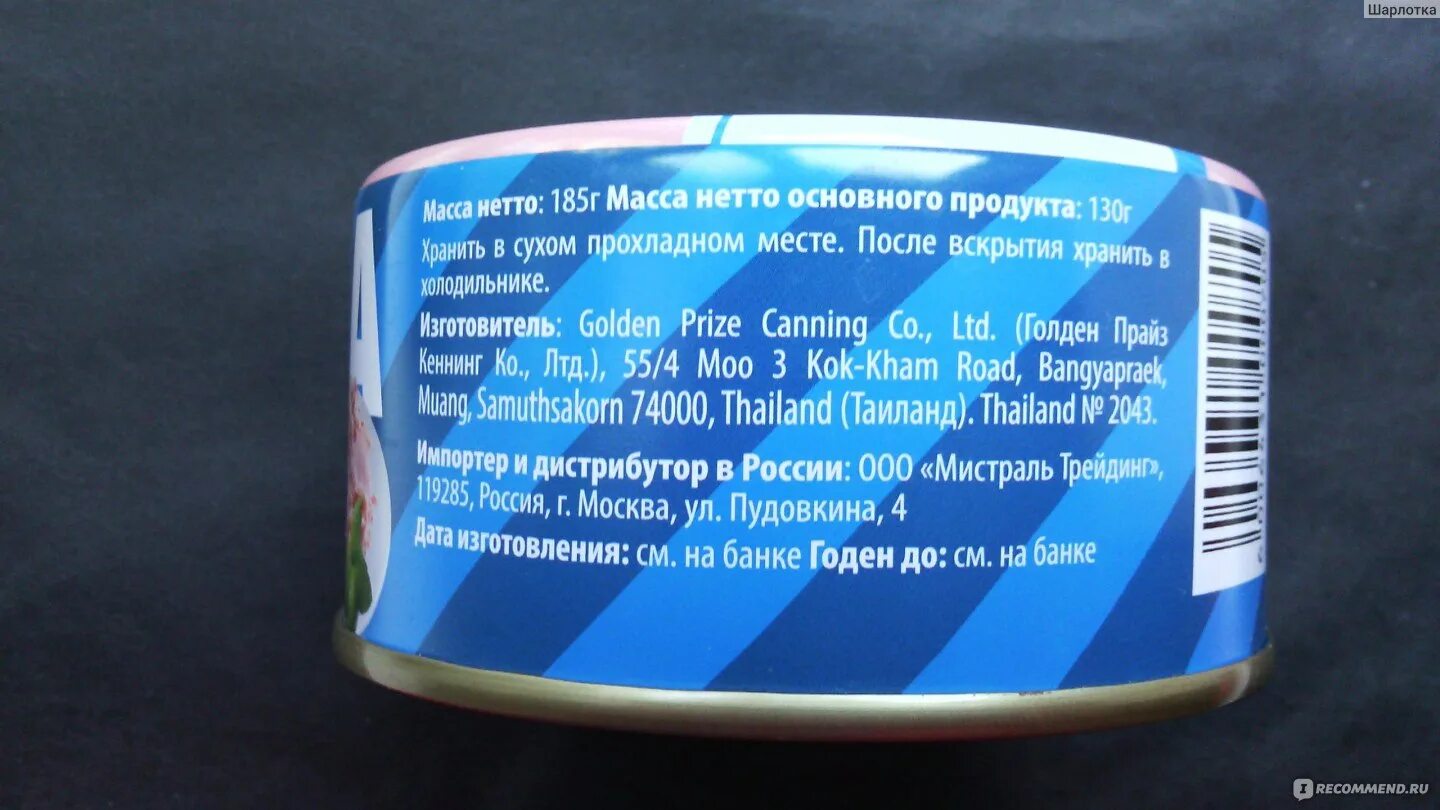 Шарлотка
А
Масса нетто: 185г Масса нетто основного продукта: 130г
Хранить в сухом прохладном месте. После вскрытия хранить в
холодильнике.
Изготовитель: Golden Prize Canning Co., Ltd. (Голден Прайз
Кеннинг Ко., Лтд.), 55/4 Moo 3 Kok-Kham Road, Bangyapraek,
Muang, Samuthsakorn 74000, Thailand (Таиланд). Thailand № 2043.
Импортер и дистрибутор в России: ООО «Мистраль Трейдинг»,
119285, Россия, г. Москва, ул. Пудовкина, 4
Дата изготовления: см. на банке Годен до: см. на банке
IRECOMMEND.RU